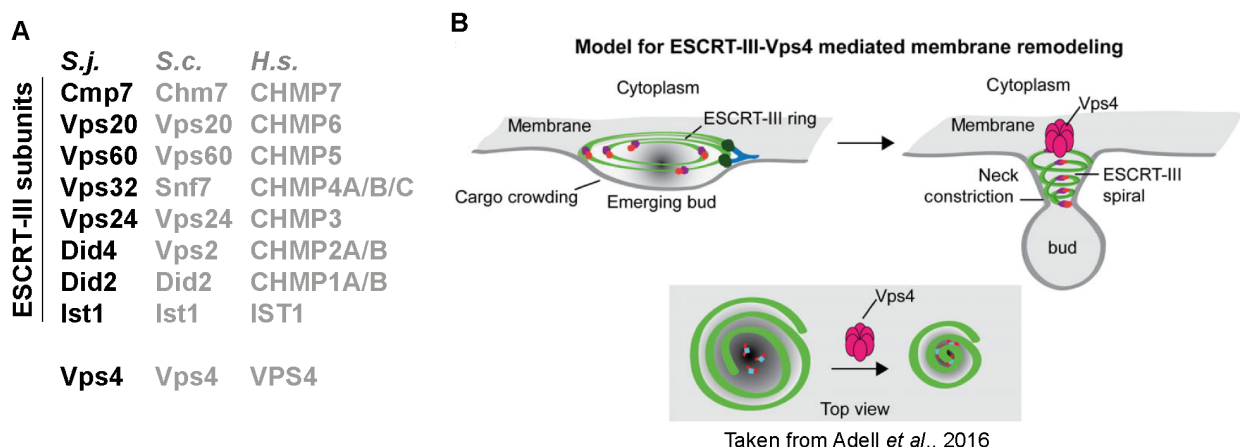 A
S.j. S.c. H.s.
ESCRT-III subunits
Cmp7 Chm7 CHMP7
Vps20 Vps20 CHMP6
Vps60 Vps60 CHMP5
Vps32 Snf7 CHMP4A/B/C
Vps24 Vps24 CHMP3
Did4 Vps2 CHMP2A/B
Did2 Did2 CHMP1A/B
Ist1 Ist1 IST1
Vps4 Vps4 VPS4
B
Model for ESCRT-III-Vps4 mediated membrane remodeling
Cytoplasm
Membrane
ESCRT-III ring
Cargo crowding
Emerging bud
Cytoplasm
Vps4
Membrane
Neck
constriction
ESCRT-III
spiral
bud
Vps4
Top view
Taken from Adell et al., 2016